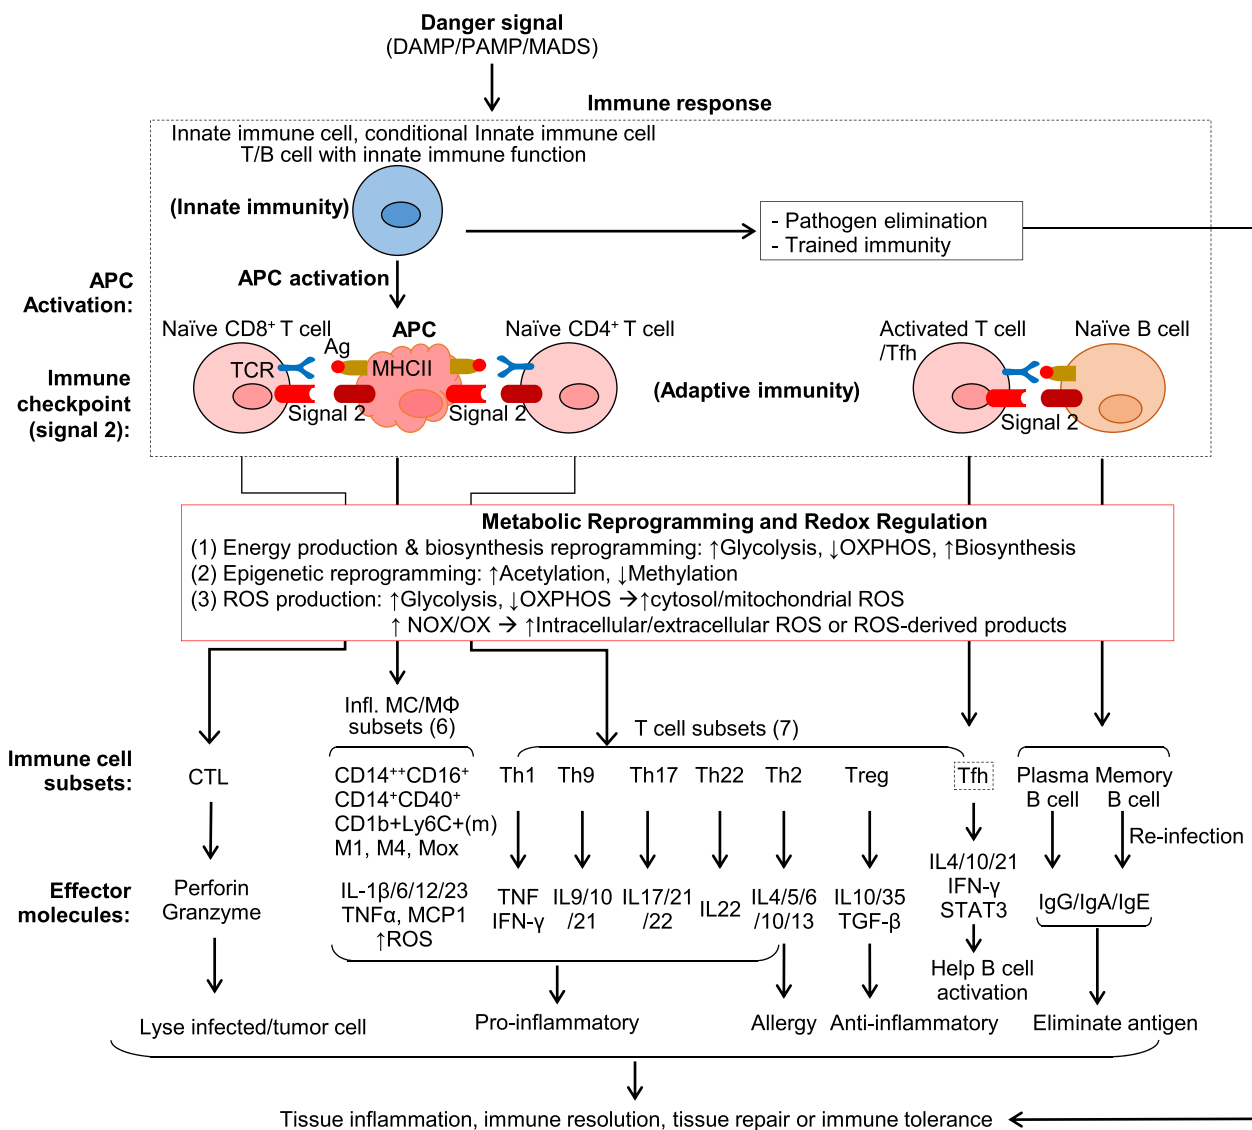 Danger signal
(DAMP/PAMP/MADS)
Immune response
Innate immune cell, conditional Innate immune cell
T/B cell with innate immune function
(Innate immunity)
- Pathogen elimination
- Trained immunity
APC activation
APC
Activation:
Naïve CD8⁺ T cell
APC
Naïve CD4⁺ T cell
Activated T cell
/Tfh
Naïve B cell
Ag
TCR
MHCII
Immune
checkpoint
(signal 2):
(Adaptive immunity)
Signal 2
Signal 2
Signal 2
Metabolic Reprogramming and Redox Regulation
(1) Energy production & biosynthesis reprogramming: ↑Glycolysis, ↓OXPHOS, ↑Biosynthesis
(2) Epigenetic reprogramming: ↑Acetylation, ↓Methylation
(3) ROS production: ↑Glycolysis, ↓OXPHOS → ↑cytosol/mitochondrial ROS
↑ NOX/OX → ↑Intracellular/extracellular ROS or ROS-derived products
Infl. MC/MΦ
subsets (6)
T cell subsets (7)
Immune cell
subsets:
CTL
CD14⁺⁺CD16⁺
CD14⁺CD40⁺
CD1b+Ly6C+(m)
M1, M4, Mox
Th1
Th9
Th17
Th22
Th2
Treg
Tfh
Plasma
B cell
Memory
B cell
Re-infection
Effector
molecules:
Perforin
Granzyme
IL-1β/6/12/23
TNFα, MCP1
↑ROS
TNF
IFN-γ
IL9/10
/21
IL17/21
/22
IL22
IL4/5/6
/10/13
IL10/35
TGF-β
IL4/10/21
IFN-γ
STAT3
IgG/IgA/IgE
Help B cell
activation
Lyse infected/tumor cell
Pro-inflammatory
Allergy
Anti-inflammatory
Eliminate antigen
Tissue inflammation, immune resolution, tissue repair or immune tolerance